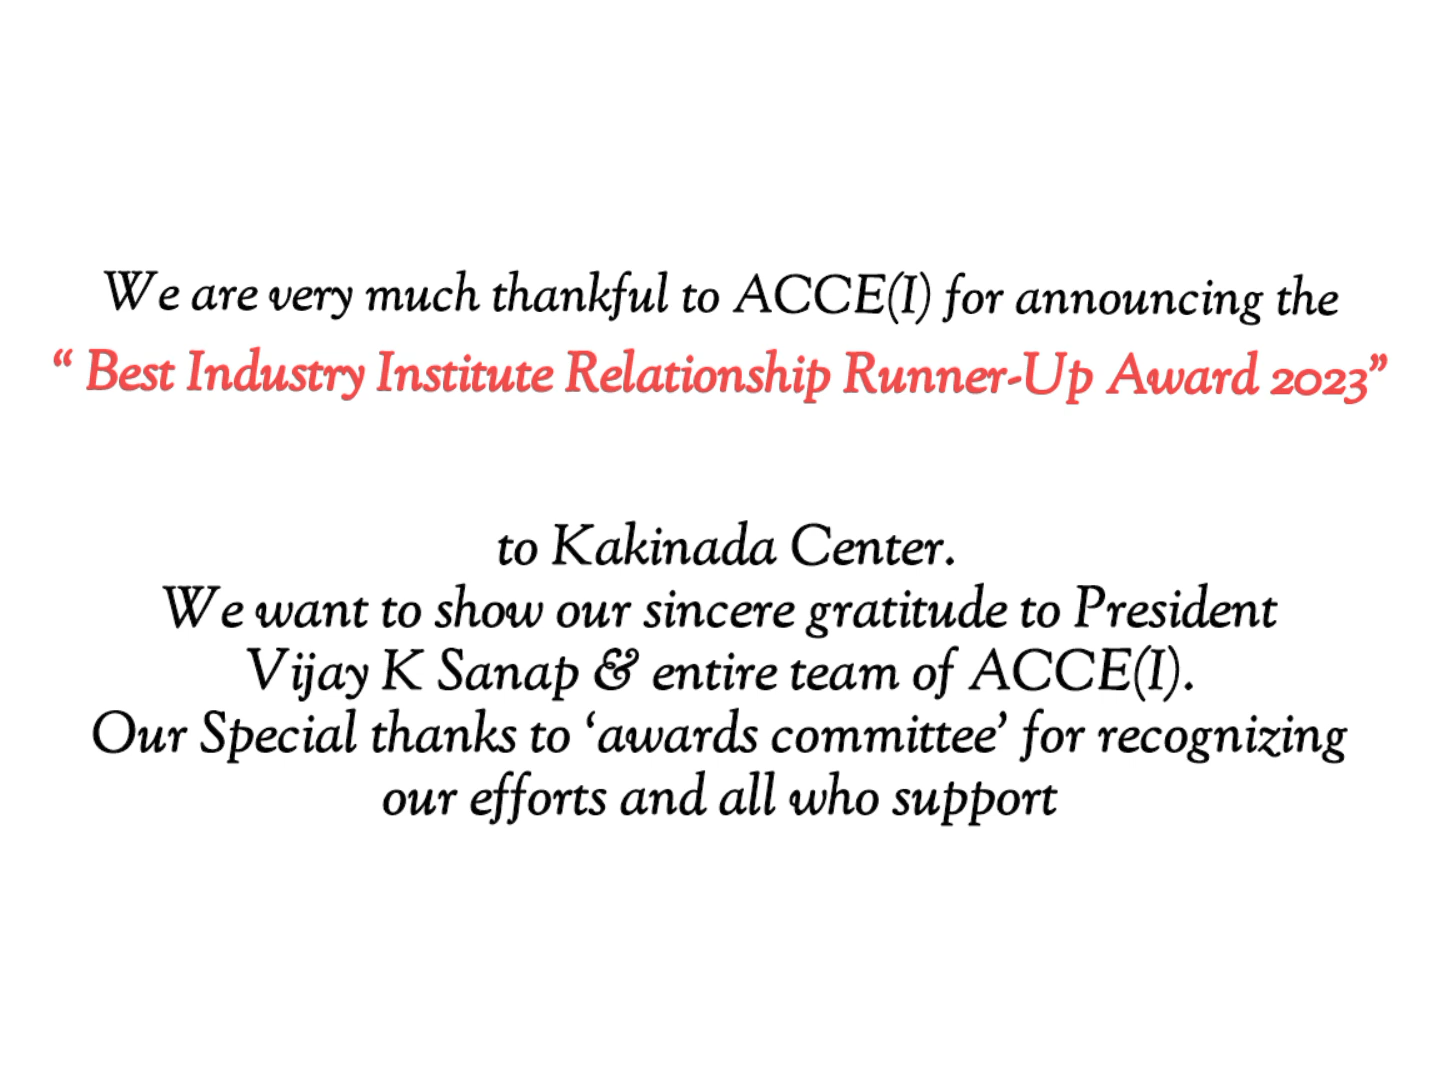 We are very much thankful to ACCE(I) for announcing the
“ Best Industry Institute Relationship Runner-Up Award 2023”
to Kakinada Center.
We want to show our sincere gratitude to President
Vijay K Sanap & entire team of ACCE(I).
Our Special thanks to ‘awards committee’ for recognizing
our efforts and all who support